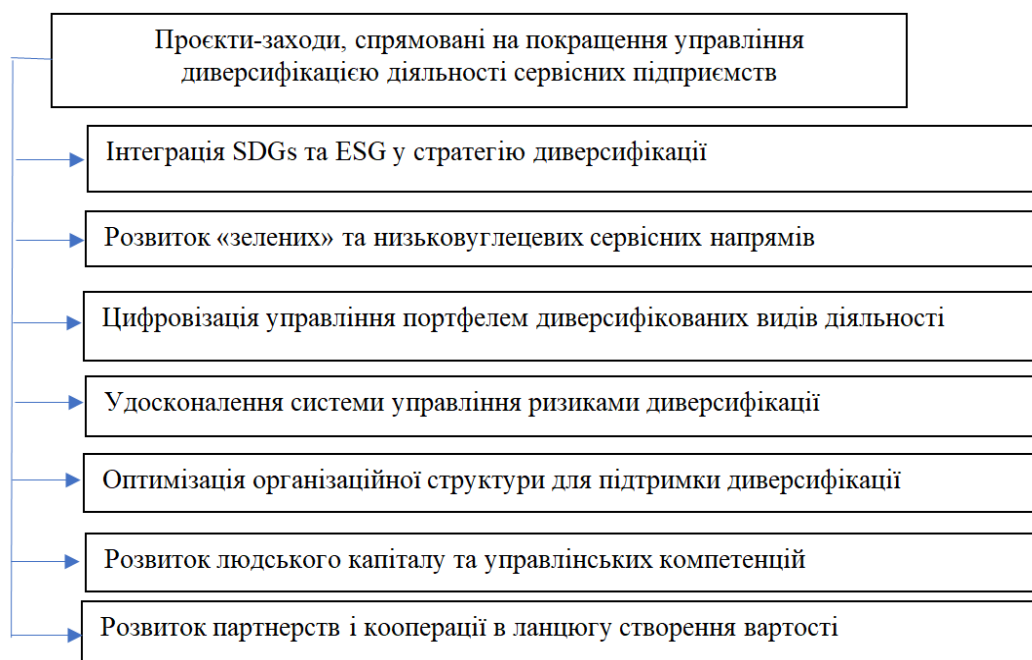 Проєкти-заходи, спрямовані на покращення управління
диверсифікацією діяльності сервісних підприємств
Інтеграція SDGs та ESG у стратегію диверсифікації
Розвиток «зелених» та низьковуглецевих сервісних напрямів
Цифровізація управління портфелем диверсифікованих видів діяльності
Удосконалення системи управління ризиками диверсифікації
Оптимізація організаційної структури для підтримки диверсифікації
Розвиток людського капіталу та управлінських компетенцій
Розвиток партнерств і кооперації в ланцюгу створення вартості